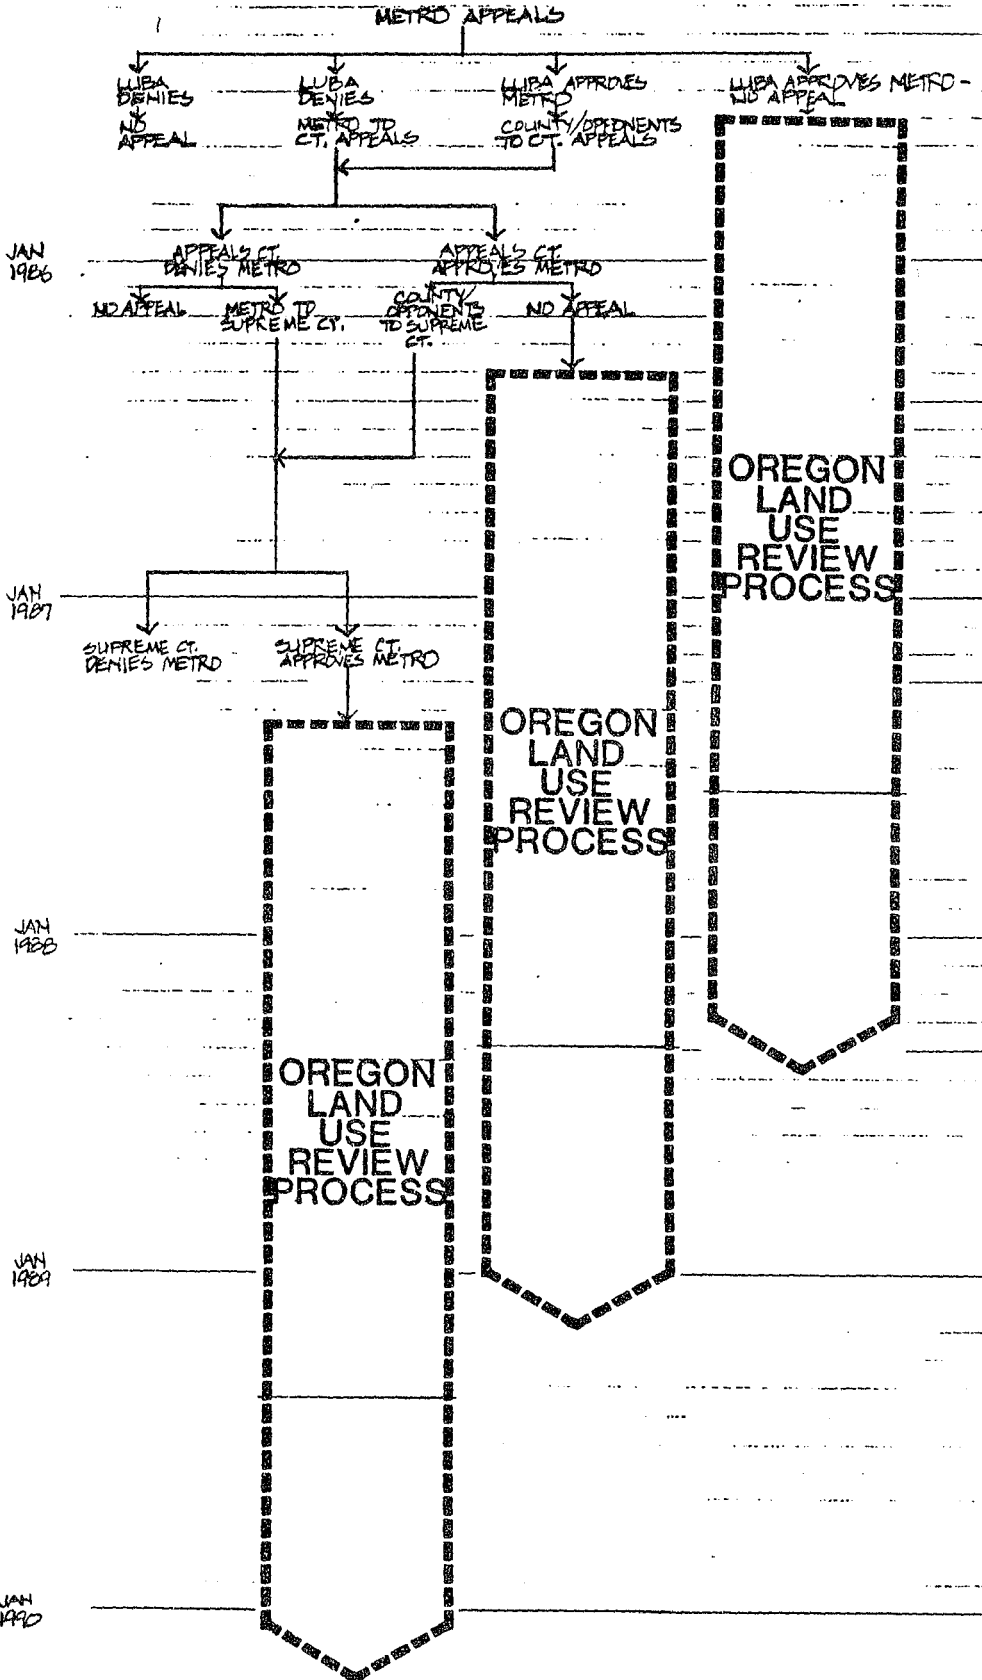 METRO APPEALS
LUBA
DENIES
NO
APPEAL
LUBA
DENIES
METRO TO
CT. APPEALS
LUBA APPROVES
METRO
COUNTY/OPPONENTS
TO CT. APPEALS
LUBA APPROVES METRO -
NO APPEAL
JAN
1986
APPEALS CT.
DENIES METRO
APPEALS CT.
APPROVES METRO
NO APPEAL
METRO TO
SUPREME CT.
COUNTY/
OPPONENTS
TO SUPREME
CT.
NO APPEAL
OREGON
LAND
USE
REVIEW
PROCESS
JAN
1987
SUPREME CT.
DENIES METRO
SUPREME CT.
APPROVES METRO
OREGON
LAND
USE
REVIEW
PROCESS
JAN
1988
OREGON
LAND
USE
REVIEW
PROCESS
JAN
1989
JAN
1990